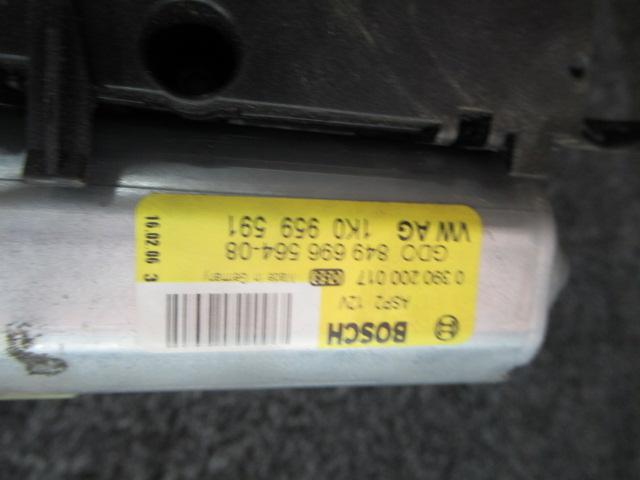 BOSCH
ASP2 12V
0 390 200 017 Made in Germany
GDO 849 696 564-08
VW AG 1K0 959 591
16 02 06 3